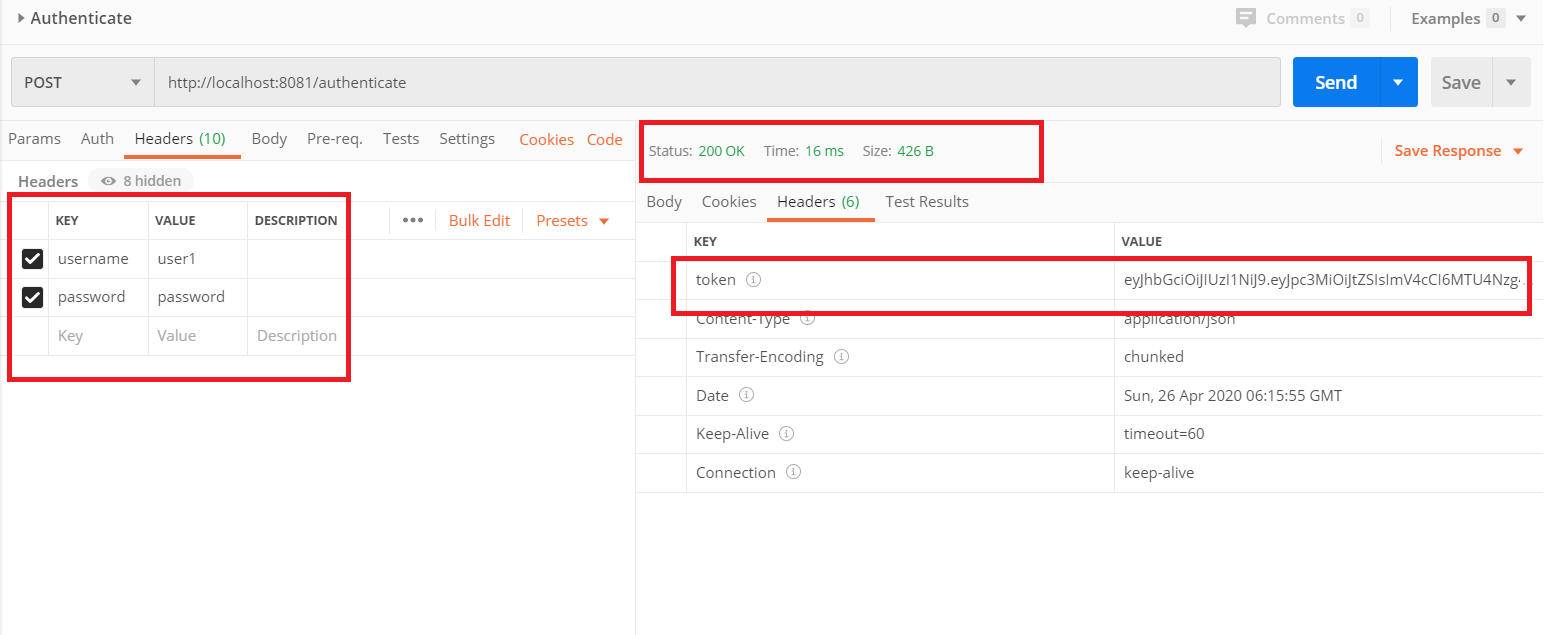 Authenticate
Comments 0
Examples 0
POST
http://localhost:8081/authenticate
Send
Save
Params Auth Headers (10) Body Pre-req. Tests Settings Cookies Code
Headers 8 hidden
KEY VALUE DESCRIPTION ••• Bulk Edit Presets
username user1
password password
Key Value Description
Status: 200 OK Time: 16 ms Size: 426 B
Save Response
Body Cookies Headers (6) Test Results
KEY VALUE
token eyJhbGciOiJIUzI1NiJ9.eyJpc3MiOiJtZSIsImV4cCI6MTU4Nzg...
Content-Type application/json
Transfer-Encoding chunked
Date Sun, 26 Apr 2020 06:15:55 GMT
Keep-Alive timeout=60
Connection keep-alive